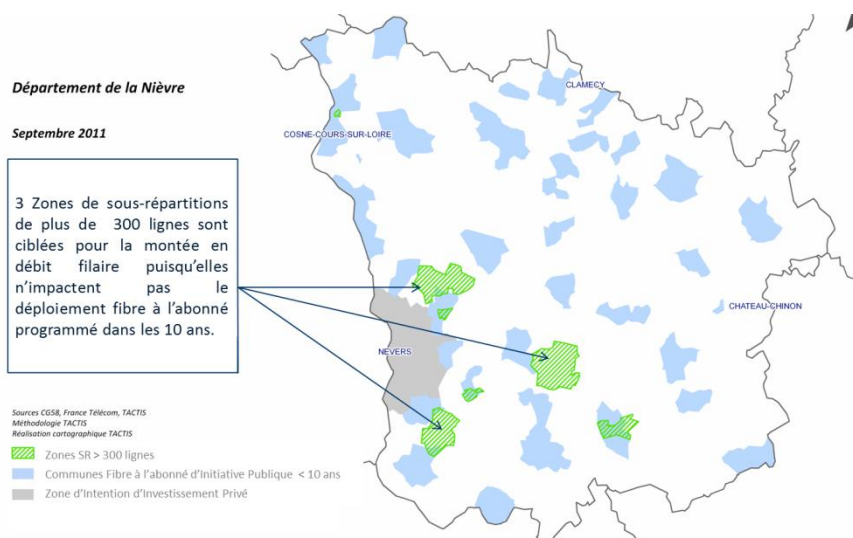 Département de la Nièvre
Septembre 2011
CLAMECY
COSNE-COURS-SUR-LOIRE
3 Zones de sous-répartitions
de plus de 300 lignes sont
ciblées pour la montée en
débit filaire puisqu'elles
n'impactent pas le
déploiement fibre à l'abonné
programmé dans les 10 ans.
CHATEAU-CHINON
NEVERS
Sources CG58, France Télécom, TACTIS
Méthodologie TACTIS
Réalisation cartographique TACTIS
Zones SR > 300 lignes
Communes Fibre à l'abonné d'Initiative Publique < 10 ans
Zone d'Intention d'Investissement Privé